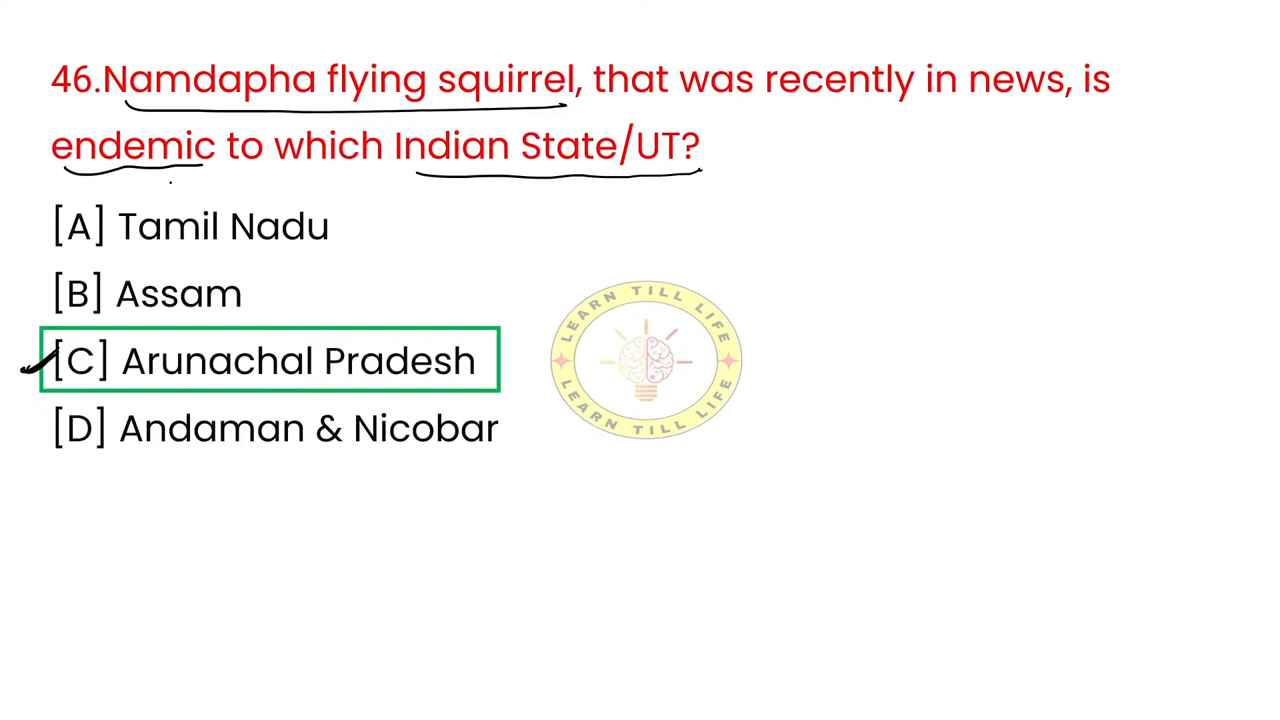 46.Namdapha flying squirrel, that was recently in news, is
endemic to which Indian State/UT?
[A] Tamil Nadu
[B] Assam
[C] Arunachal Pradesh
[D] Andaman & Nicobar
LEARN TILL LIFE
LEARN TILL LIFE